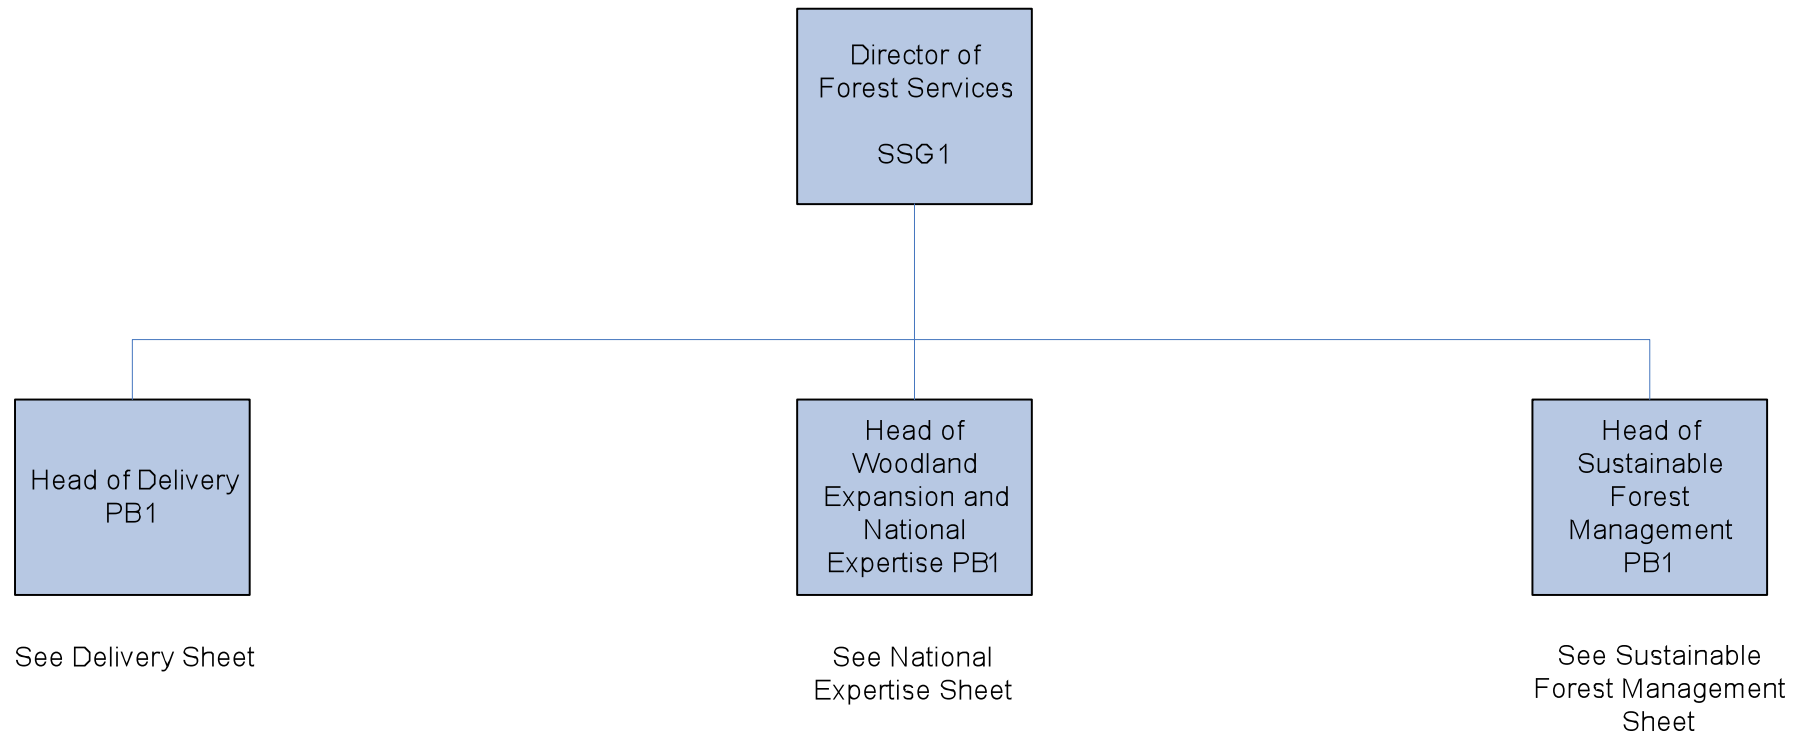 Director of
Forest Services
SSG1
Head of Delivery
PB1
Head of
Woodland
Expansion and
National
Expertise PB1
Head of
Sustainable
Forest
Management
PB1
See Delivery Sheet
See National
Expertise Sheet
See Sustainable
Forest Management
Sheet